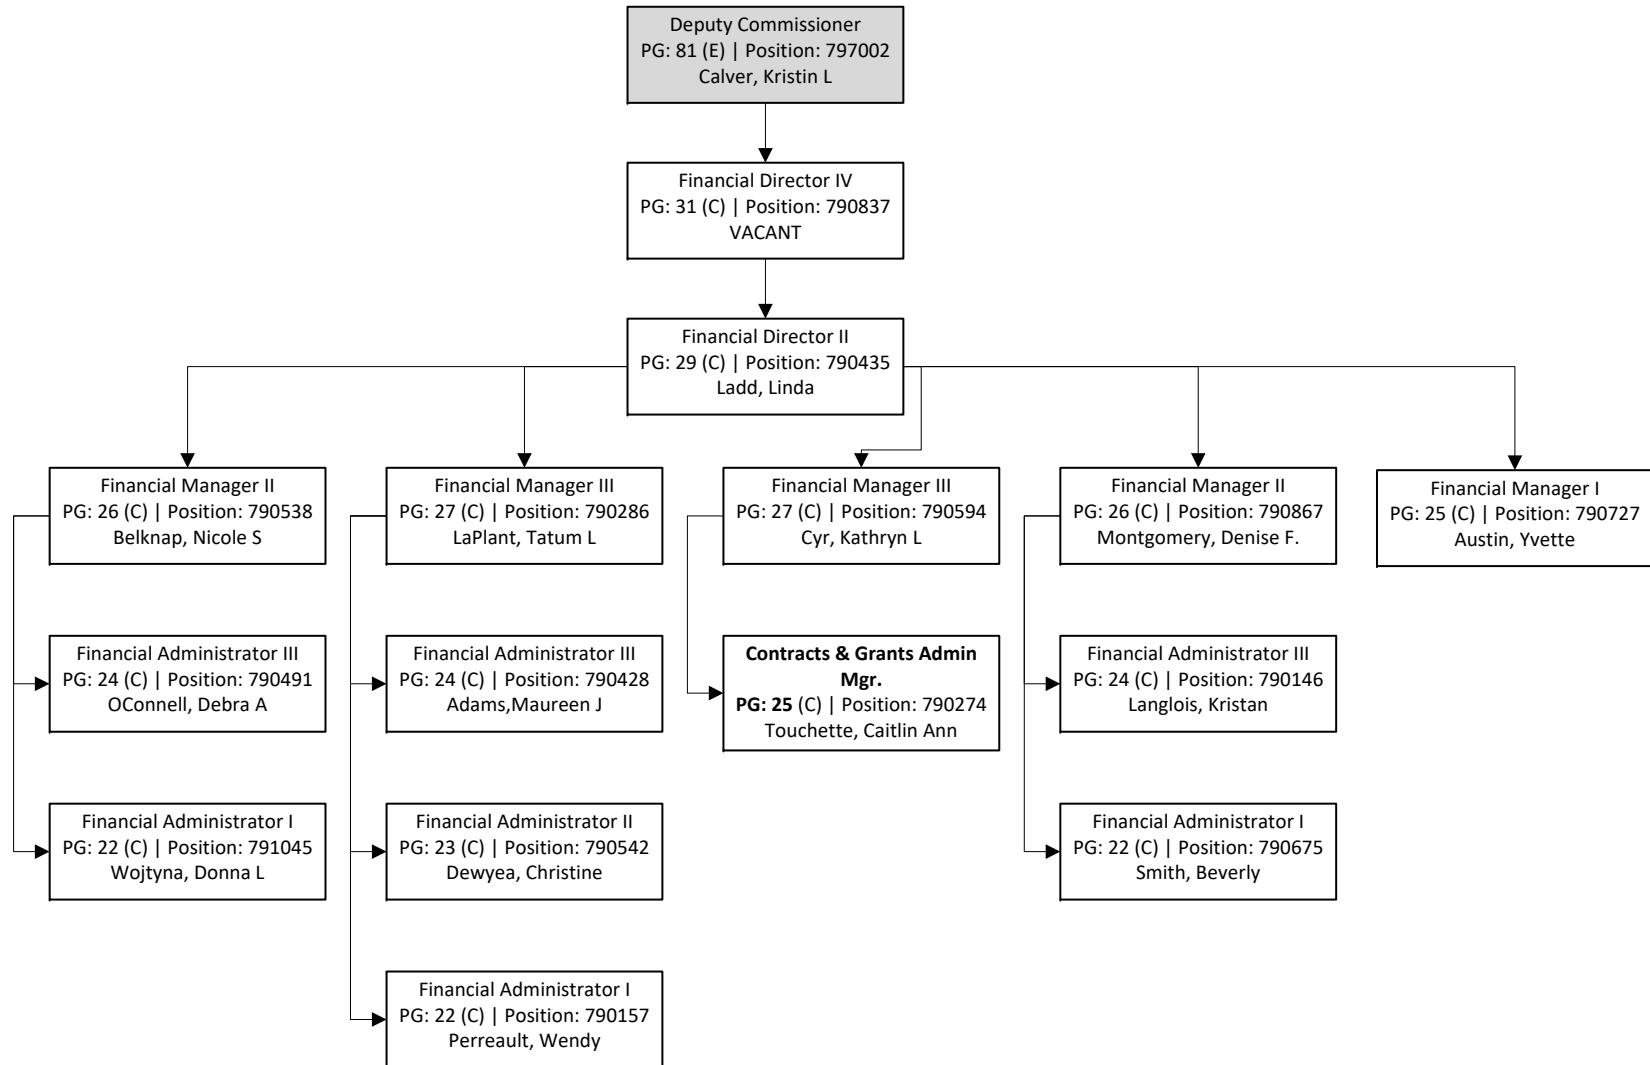 Deputy Commissioner
PG: 81 (E) | Position: 797002
Calver, Kristin L
Financial Director IV
PG: 31 (C) | Position: 790837
VACANT
Financial Director II
PG: 29 (C) | Position: 790435
Ladd, Linda
Financial Manager II
PG: 26 (C) | Position: 790538
Belknap, Nicole S
Financial Manager III
PG: 27 (C) | Position: 790286
LaPlant, Tatum L
Financial Manager III
PG: 27 (C) | Position: 790594
Cyr, Kathryn L
Financial Manager II
PG: 26 (C) | Position: 790867
Montgomery, Denise F.
Financial Manager I
PG: 25 (C) | Position: 790727
Austin, Yvette
Financial Administrator III
PG: 24 (C) | Position: 790491
OConnell, Debra A
Financial Administrator III
PG: 24 (C) | Position: 790428
Adams,Maureen J
Contracts & Grants Admin
Mgr.
PG: 25 (C) | Position: 790274
Touchette, Caitlin Ann
Financial Administrator III
PG: 24 (C) | Position: 790146
Langlois, Kristan
Financial Administrator I
PG: 22 (C) | Position: 791045
Wojtyna, Donna L
Financial Administrator II
PG: 23 (C) | Position: 790542
Dewyea, Christine
Financial Administrator I
PG: 22 (C) | Position: 790675
Smith, Beverly
Financial Administrator I
PG: 22 (C) | Position: 790157
Perreault, Wendy